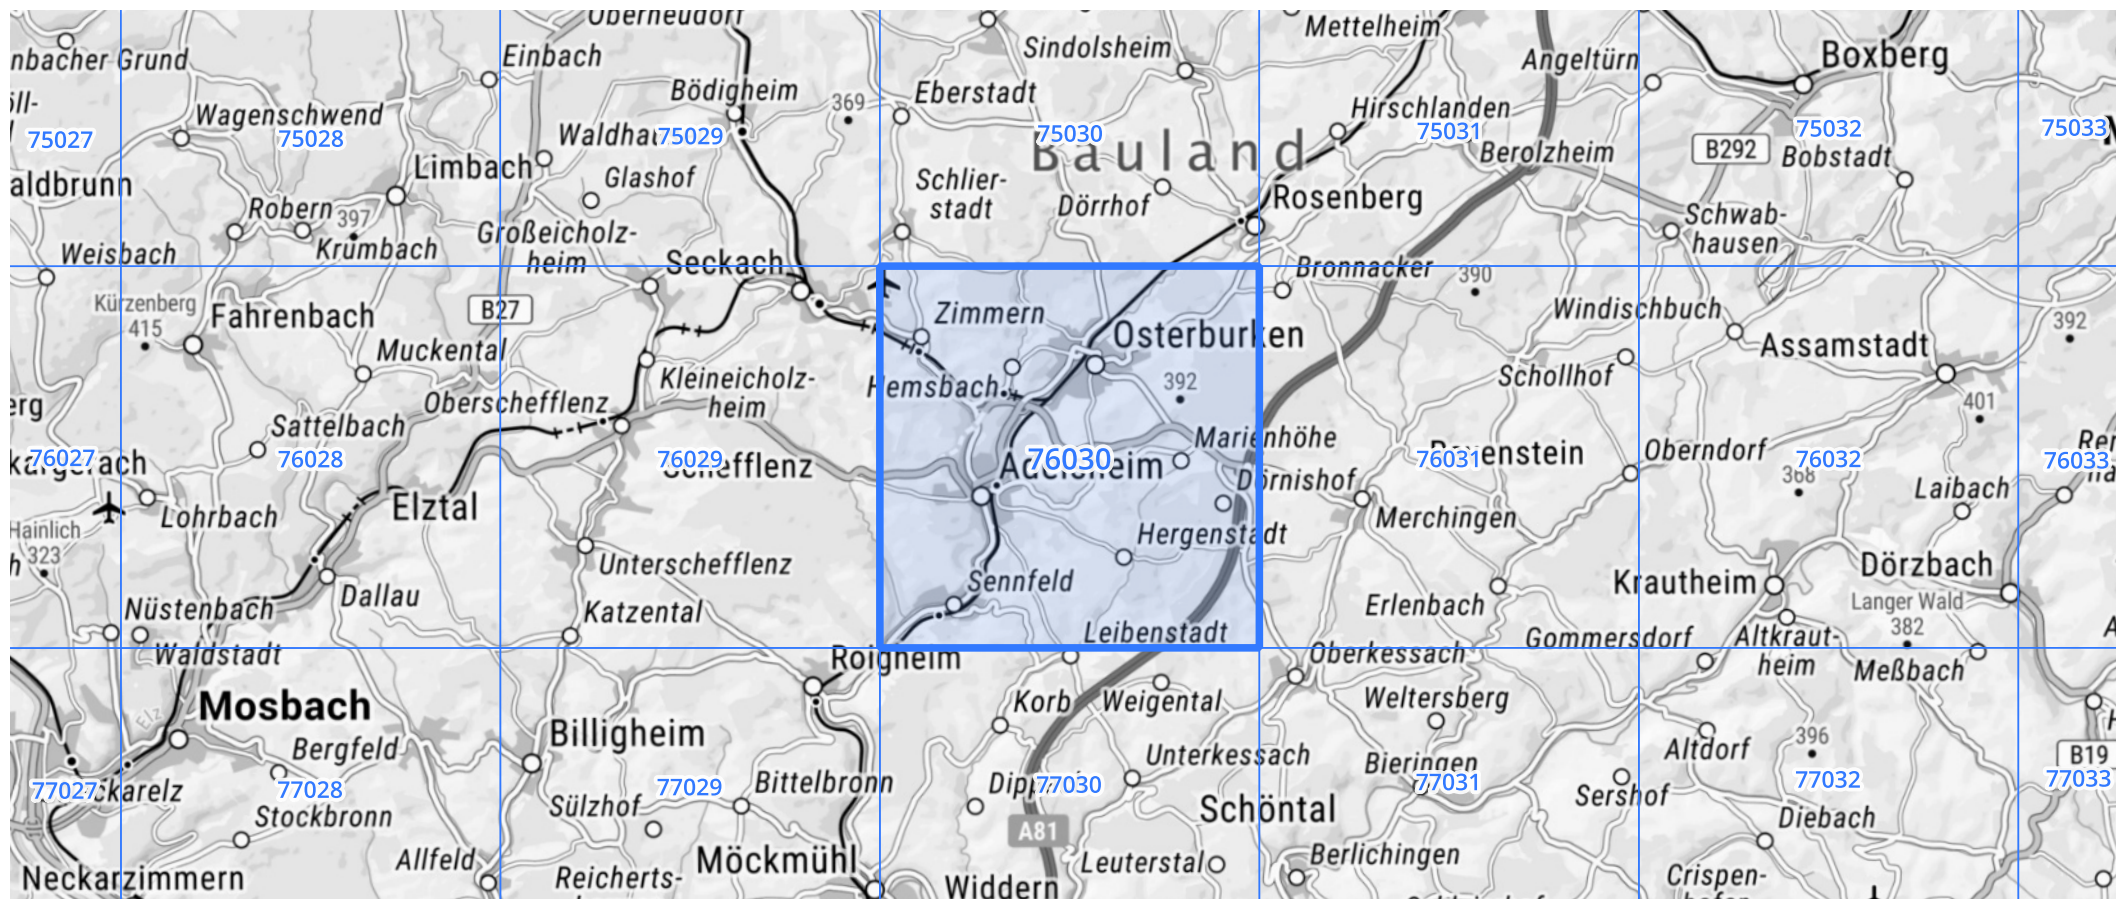 Oberneudorf
Mettelheim
nbacher Grund
Einbach
Sindolsheim
Angeltürn
Boxberg
öll-
Bödigheim
369
Eberstadt
Hirschlanden
Wagenschwend
75027
75028
75029
75030
75031
75032
75033
Bauland
B292
Berolzheim
Bobstadt
aldbrunn
Limbach
Glashof
Schlier-
stadt
Dörrhof
Rosenberg
Robern
397
Krumbach
Großeicholz-
heim
Schwab-
hausen
Weisbach
Seckach
Bronnacker
390
Kürzenberg
415
Fahrenbach
B27
Zimmern
Windischbuch
392
Osterburken
Assamstadt
Muckental
Kleineicholz-
heim
Hemsbach
392
Schollhof
erg
Oberschefflenz
401
Sattelbach
Marienhöhe
76027
76028
76029
Schefflenz
76030
Adelsheim
76031
Oberndorf
76032
76033
368
Dörnishof
Laibach
Elztal
Lohrbach
Merchingen
Hainlich
323
Hergenstadt
Unterschefflenz
Dörzbach
Krautheim
Dallau
Sennfeld
Nüstenbach
Katzental
Erlenbach
Langer Wald
382
Leibenstadt
Gommersdorf
Altkraut-
heim
Waldstadt
Roigheim
Oberkessach
Meßbach
Mosbach
Elz
Korb
Weigental
Weltersberg
Billigheim
Bergfeld
Unterkessach
Altdorf
396
B19
Bieringen
77027
77028
77029
Bittelbronn
77030
77031
77032
77033
Sülzhof
Schöntal
Sershof
Stockbronn
A81
Diebach
Allfeld
Möckmühl
Leuterstal
Berlichingen
Neckarzimmern
Reicherts-
Widdern
Crispen-